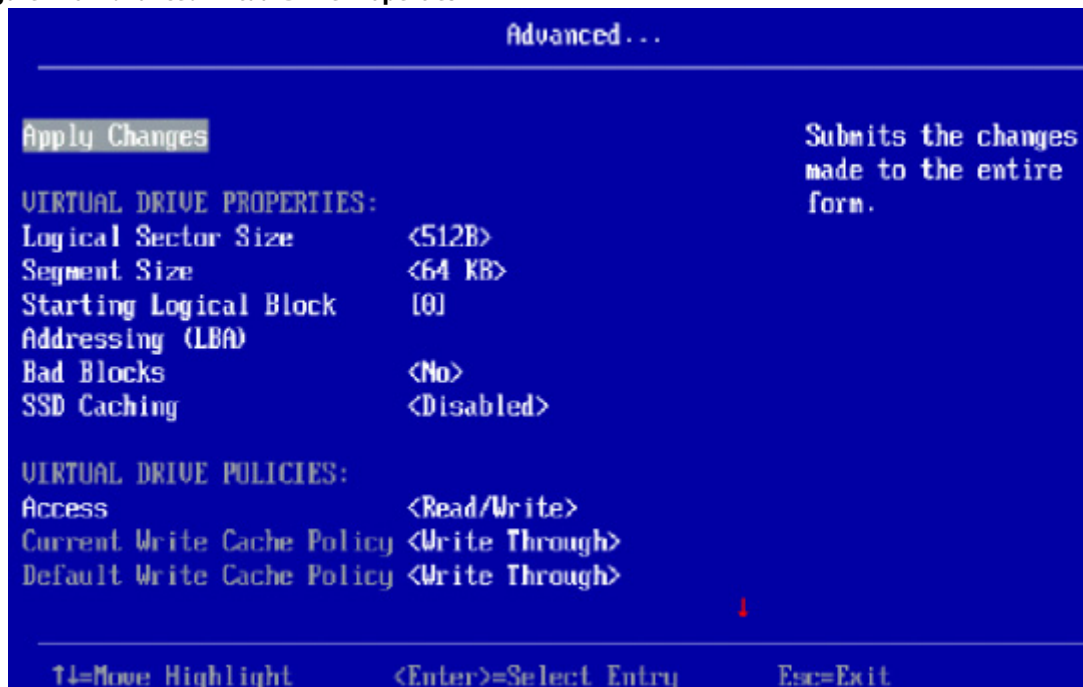 Advanced...
Apply Changes
Submits the changes
made to the entire
form.
VIRTUAL DRIVE PROPERTIES:
Logical Sector Size <512B>
Segment Size <64 KB>
Starting Logical Block [0]
Addressing (LBA)
Bad Blocks <No>
SSD Caching <Disabled>
VIRTUAL DRIVE POLICIES:
Access <Read/Write>
Current Write Cache Policy <Write Through>
Default Write Cache Policy <Write Through>
↓
↑↓=Move Highlight <Enter>=Select Entry Esc=Exit